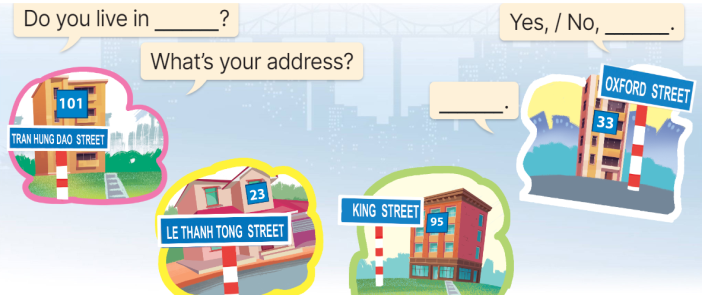 Do you live in ______?
Yes, / No, ______.
What's your address?
______.
101
TRAN HUNG DAO STREET
OXFORD STREET
33
23
LE THANH TONG STREET
KING STREET
95